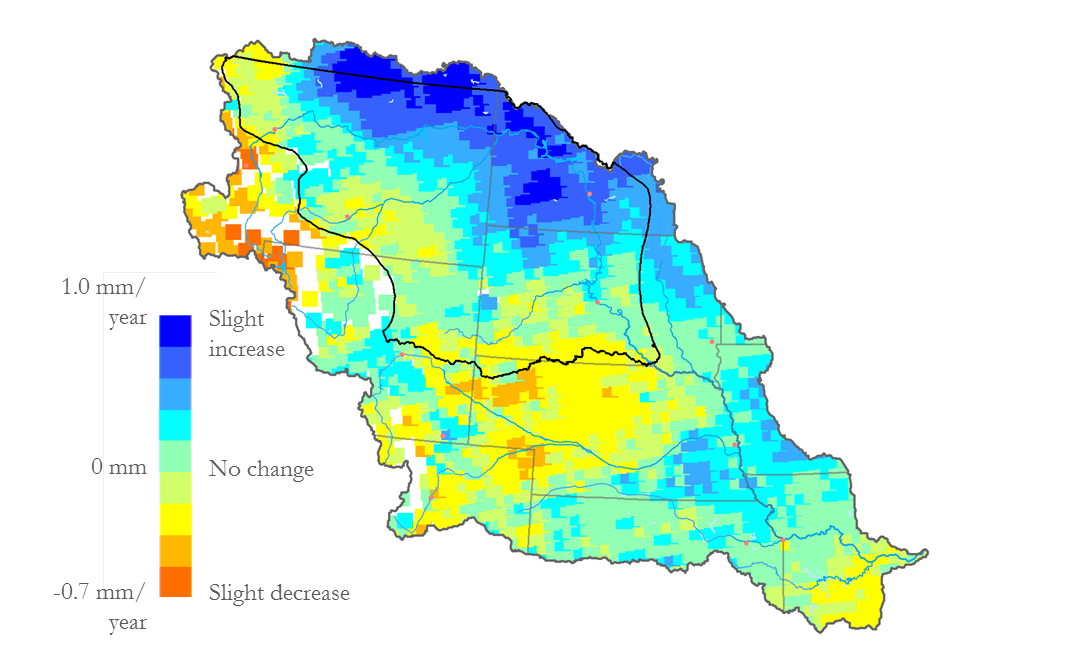 1.0 mm/
year
Slight
increase
0 mm
No change
-0.7 mm/
year
Slight decrease